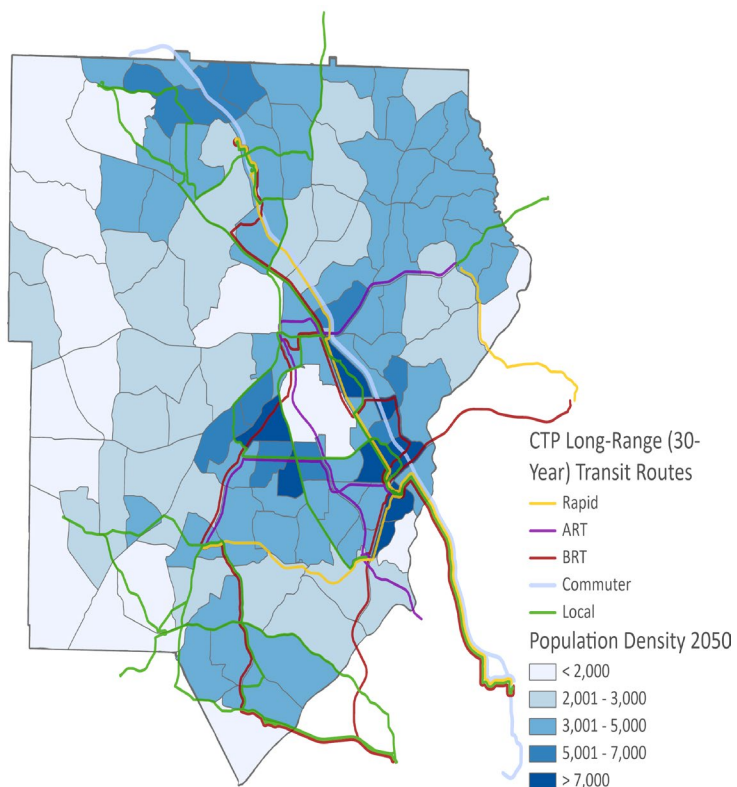 CTP Long-Range (30-
Year) Transit Routes
Rapid
ART
BRT
Commuter
Local
Population Density 2050
< 2,000
2,001 - 3,000
3,001 - 5,000
5,001 - 7,000
> 7,000